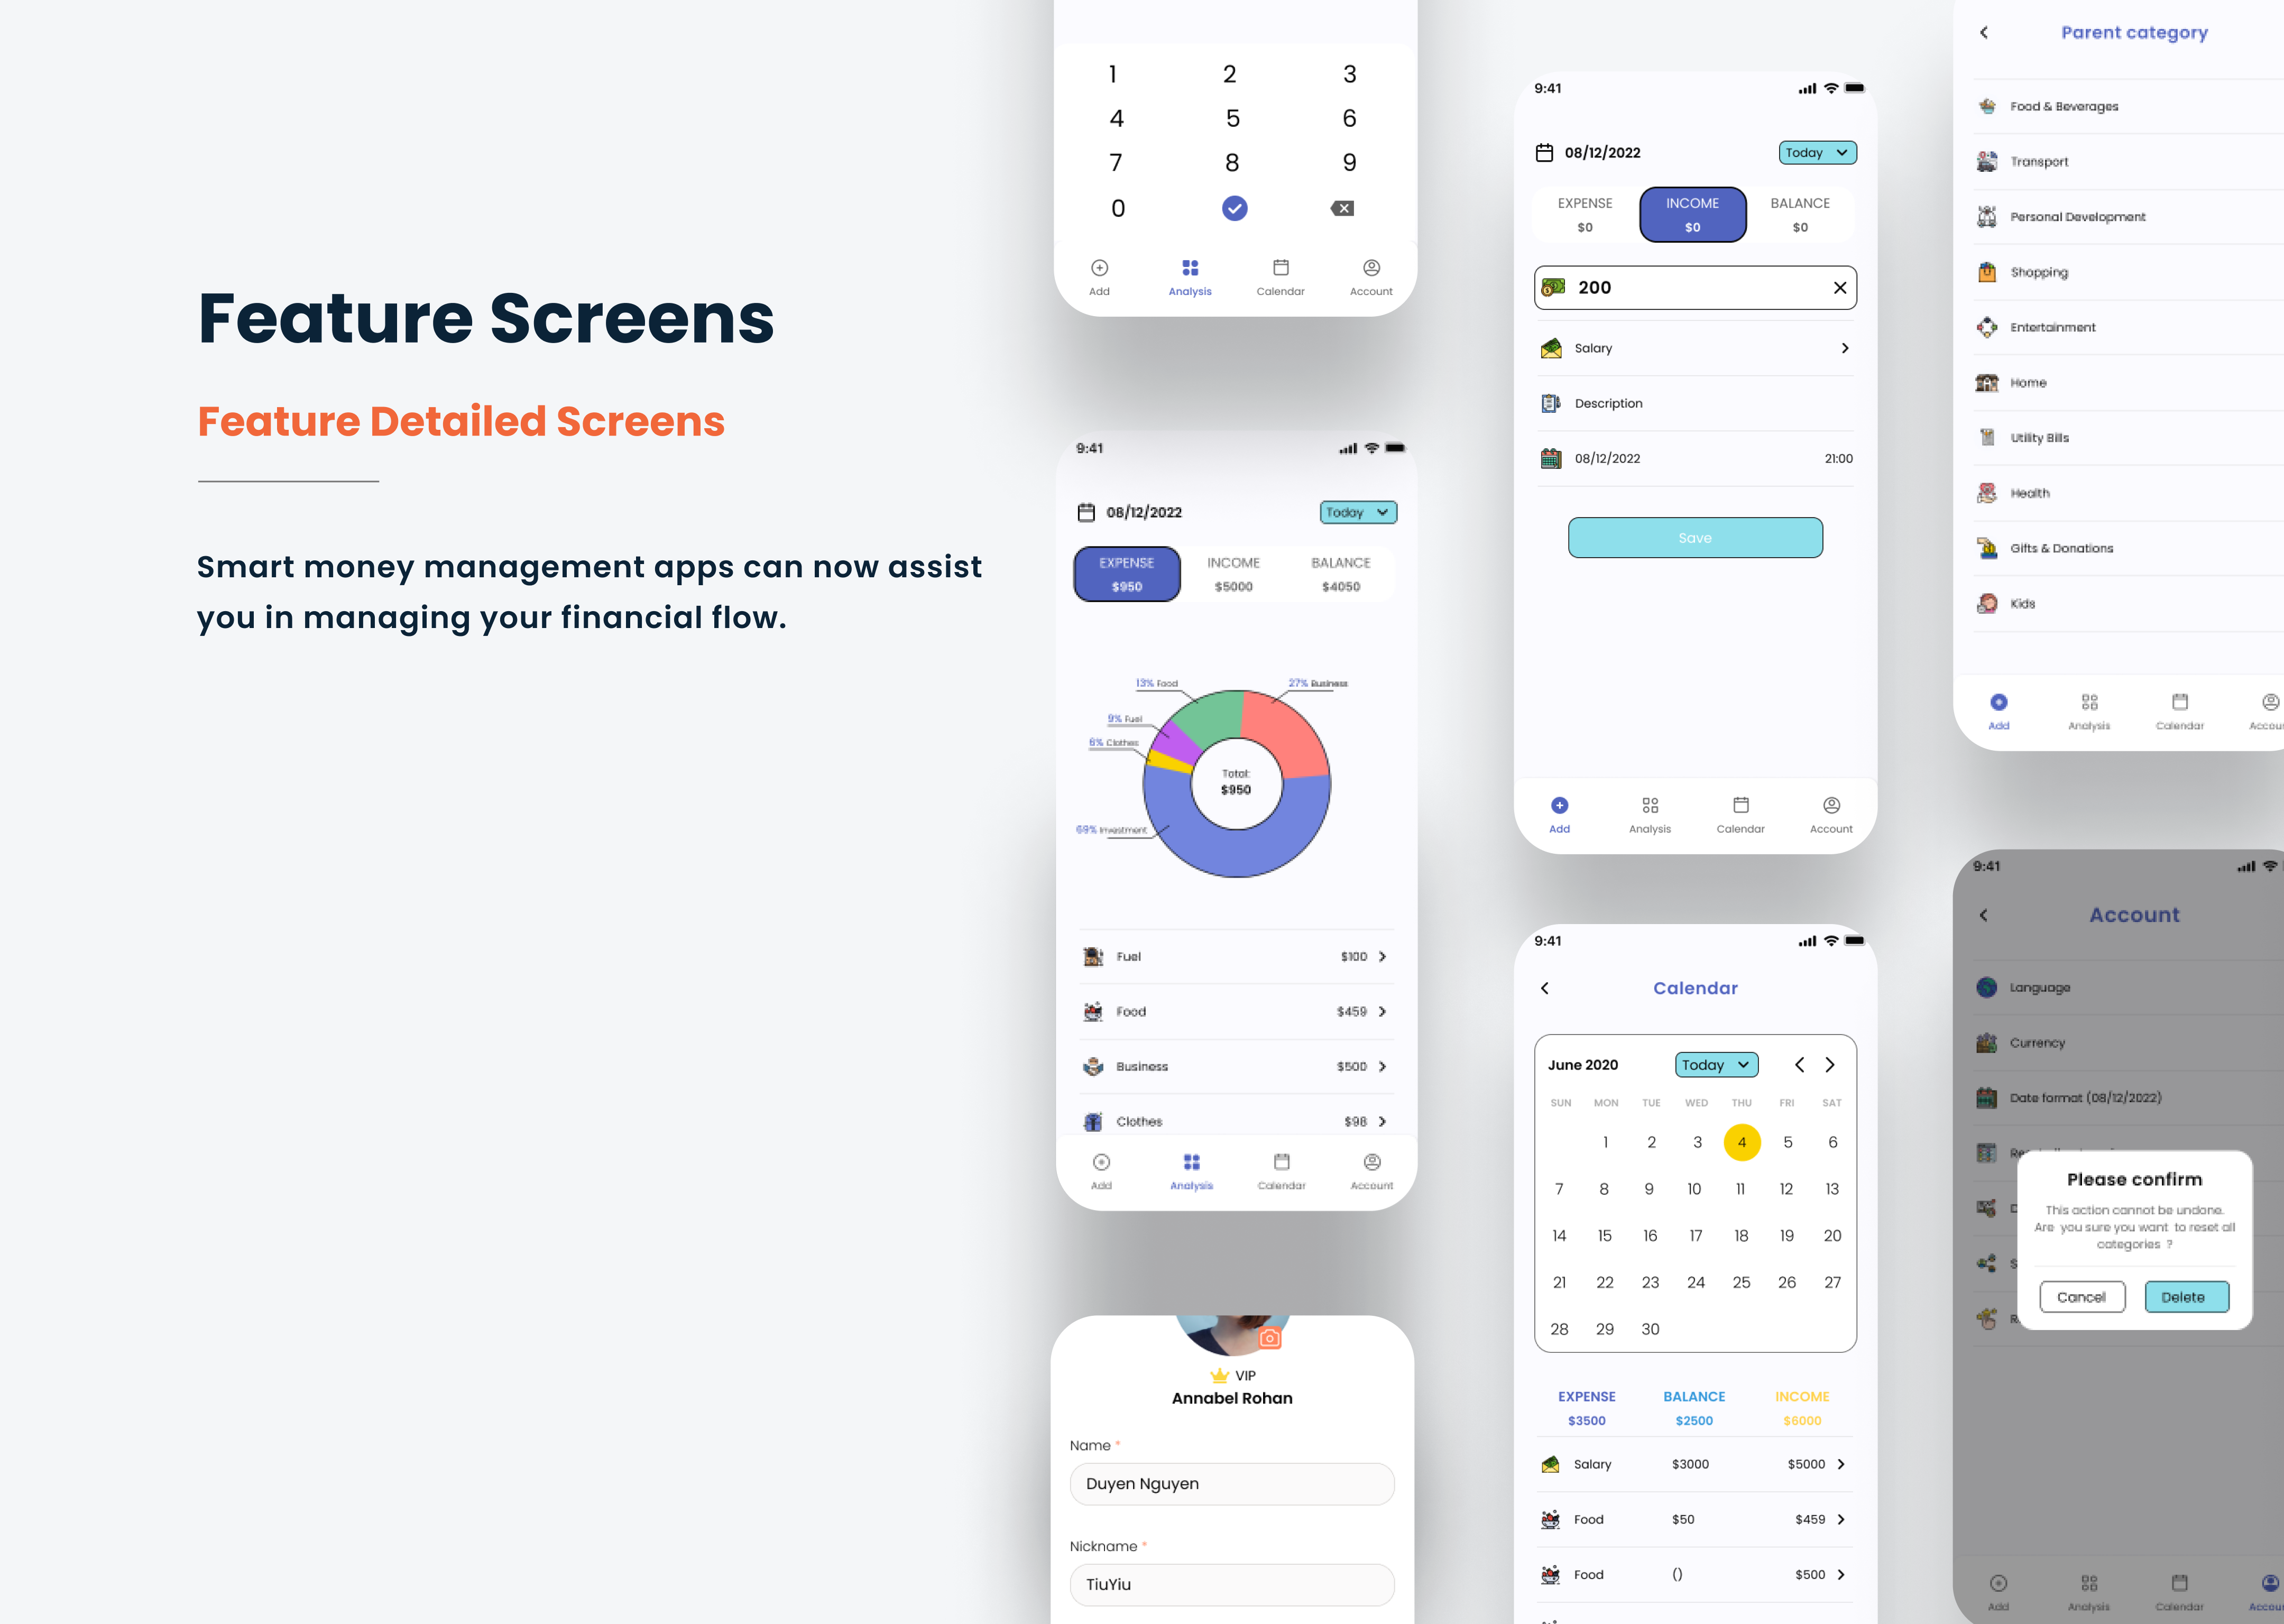 Feature Screens
Feature Detailed Screens
Smart money management apps can now assist
you in managing your financial flow.
1 2 3
4 5 6
7 8 9
0
Add Analysis Calendar Account
9:41
08/12/2022 Today
EXPENSE INCOME BALANCE
$950 $5000 $4050
13% Food 27% Business
9% Fuel
6% Clothes
Total:
$950
69% Investment
Fuel $100
Food $459
Business $500
Clothes $98
Add Analysis Calendar Account
VIP
Annabel Rohan
Name *
Duyen Nguyen
Nickname *
TiuYiu
9:41
08/12/2022 Today
EXPENSE INCOME BALANCE
$0 $0 $0
200
Salary
Description
08/12/2022 21:00
Save
Add Analysis Calendar Account
9:41
Calendar
June 2020 Today
SUN MON TUE WED THU FRI SAT
1 2 3 4 5 6
7 8 9 10 11 12 13
14 15 16 17 18 19 20
21 22 23 24 25 26 27
28 29 30
EXPENSE BALANCE INCOME
$3500 $2500 $6000
Salary $3000 $5000
Food $50 $459
Food () $500
Parent category
Food & Beverages
Transport
Personal Development
Shopping
Entertainment
Home
Utility Bills
Health
Gifts & Donations
Kids
Add Analysis Calendar Accou
9:41
Account
Language
Currency
Date format (08/12/2022)
Please confirm
This action cannot be undone.
Are you sure you want to reset all
categories ?
Cancel Delete
Add Analysis Calendar Accou